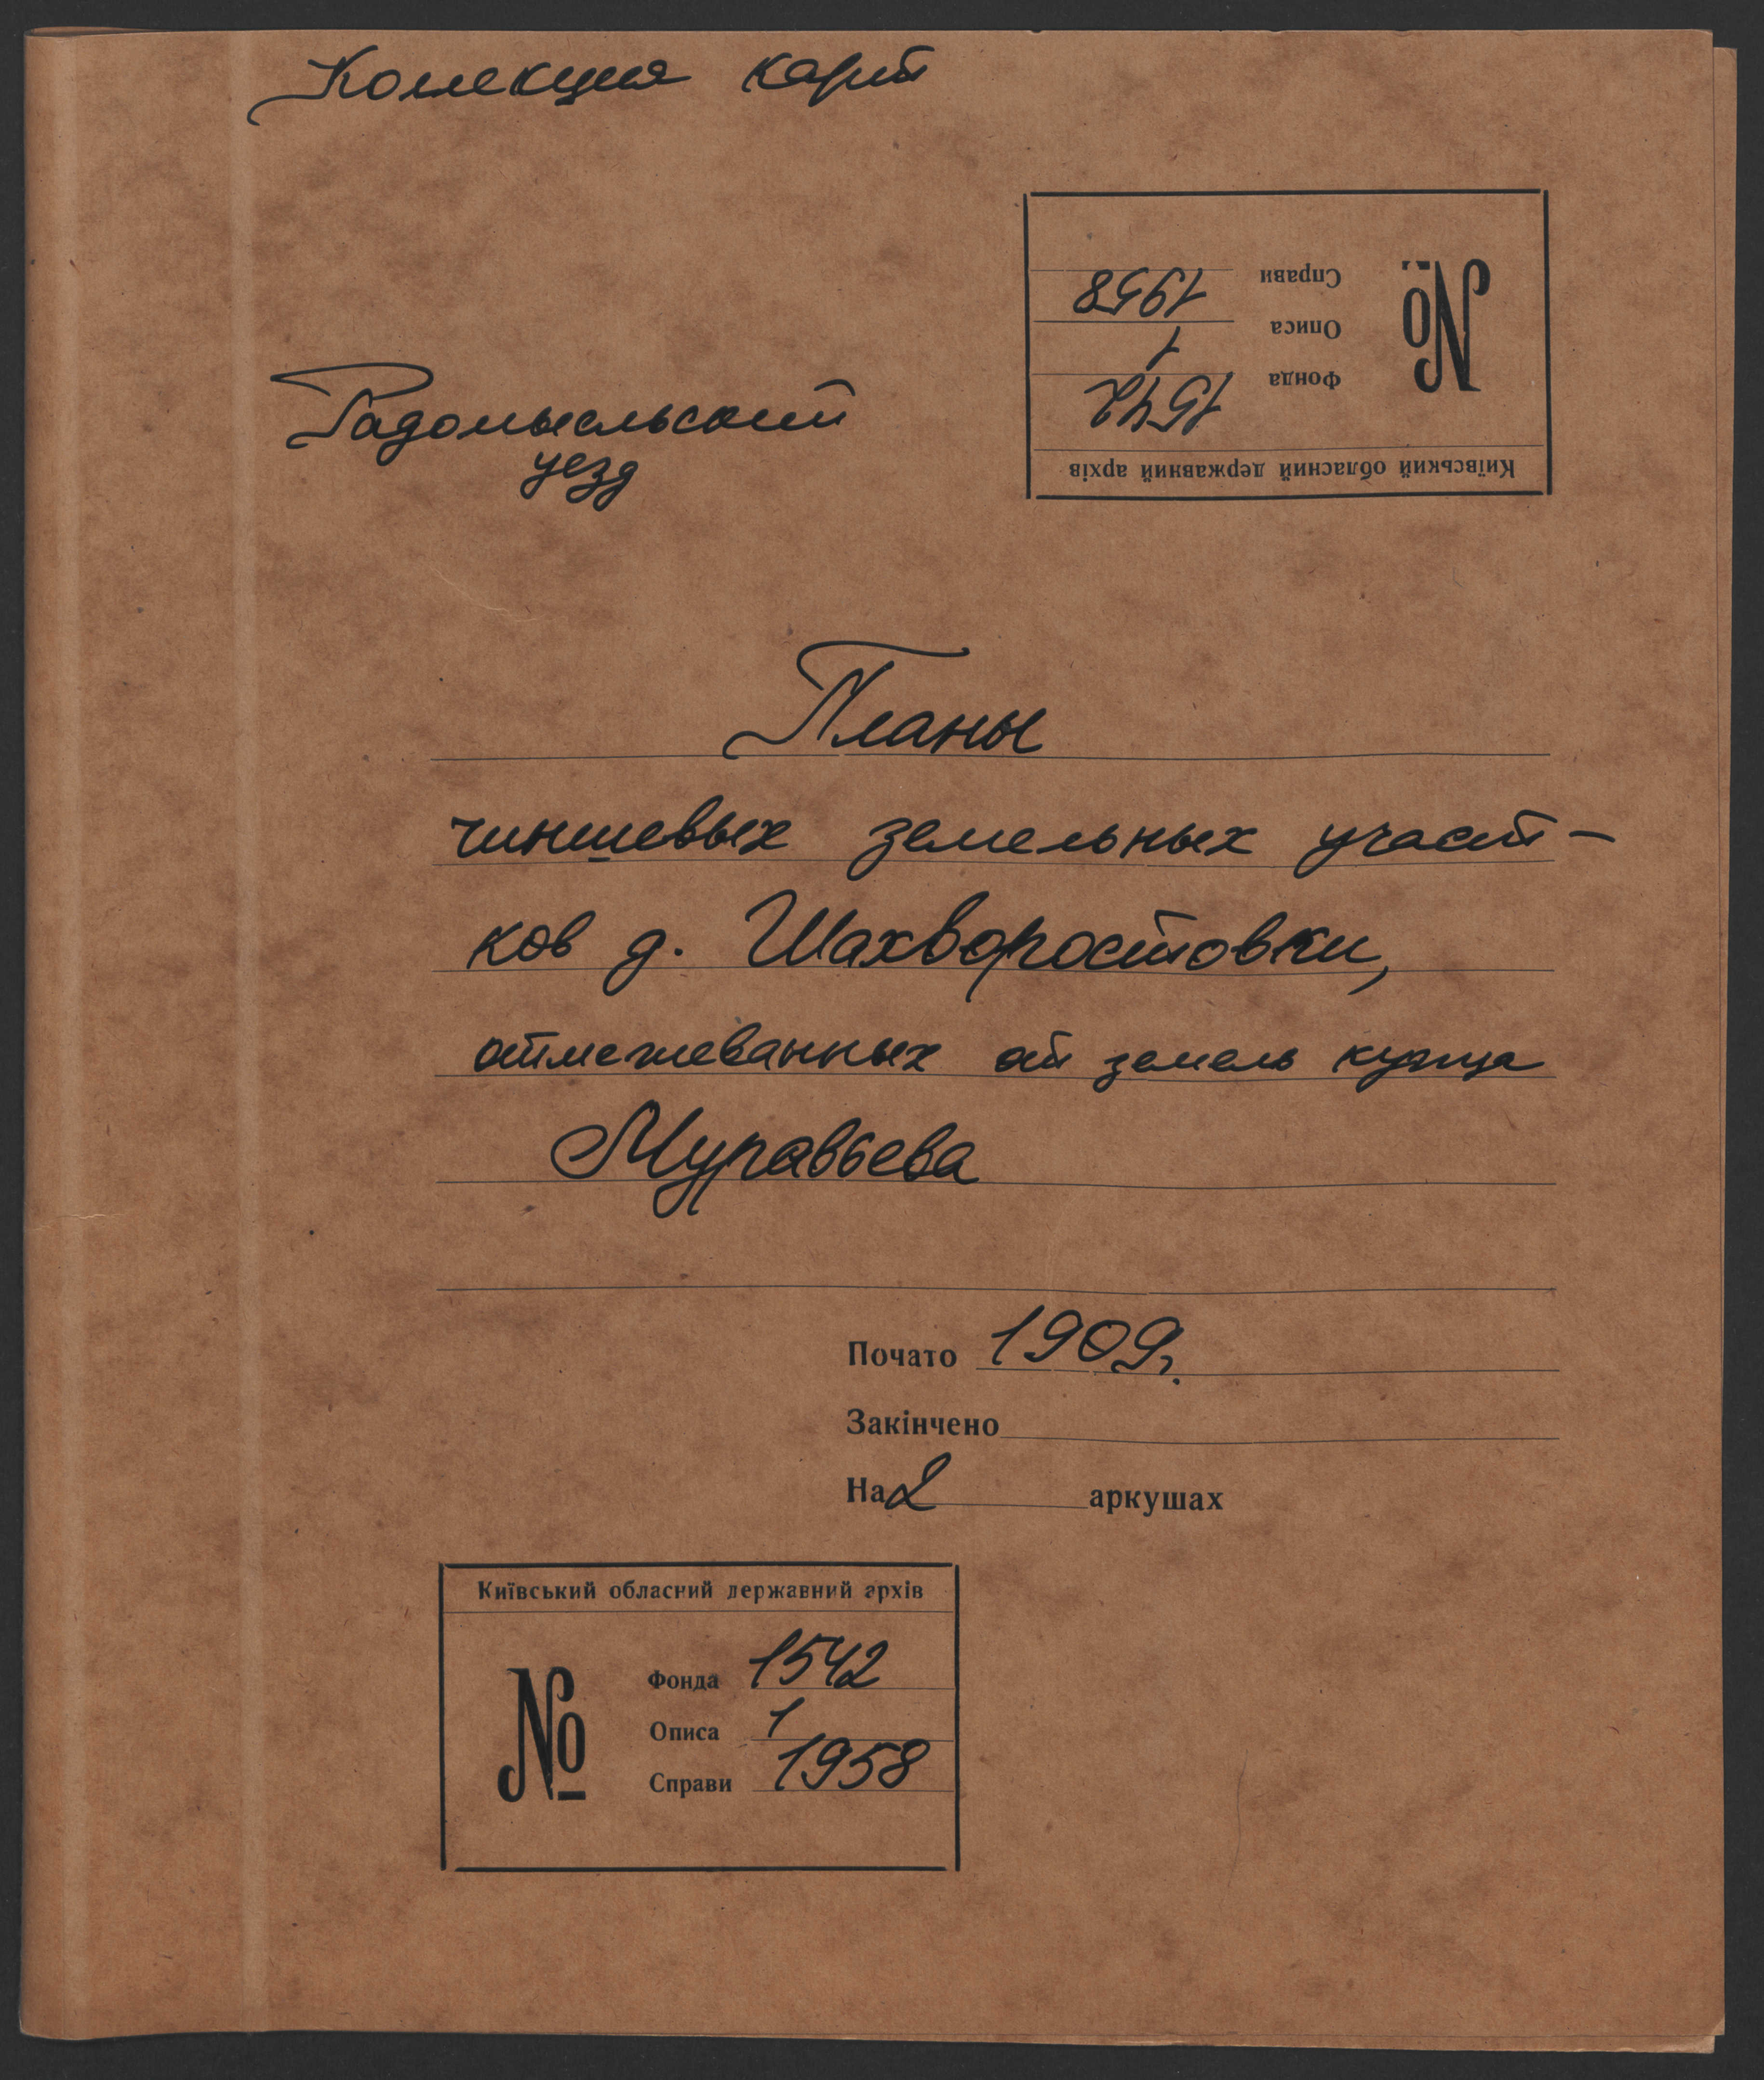 Коллекция карт
Справи 1958
Описа 1
Фонда 1542
№
Київський обласний державний архів
Радомысльский
уезд
Планы
чиншевых земельных участ-
ков д. Шахворостовки,
отмежеванных от земель купца
Муравьева
Почато 1909г.
Закінчено
На 2 аркушах
Київський обласний державний архів
№
Фонда 1542
Описа 1
Справи 1958